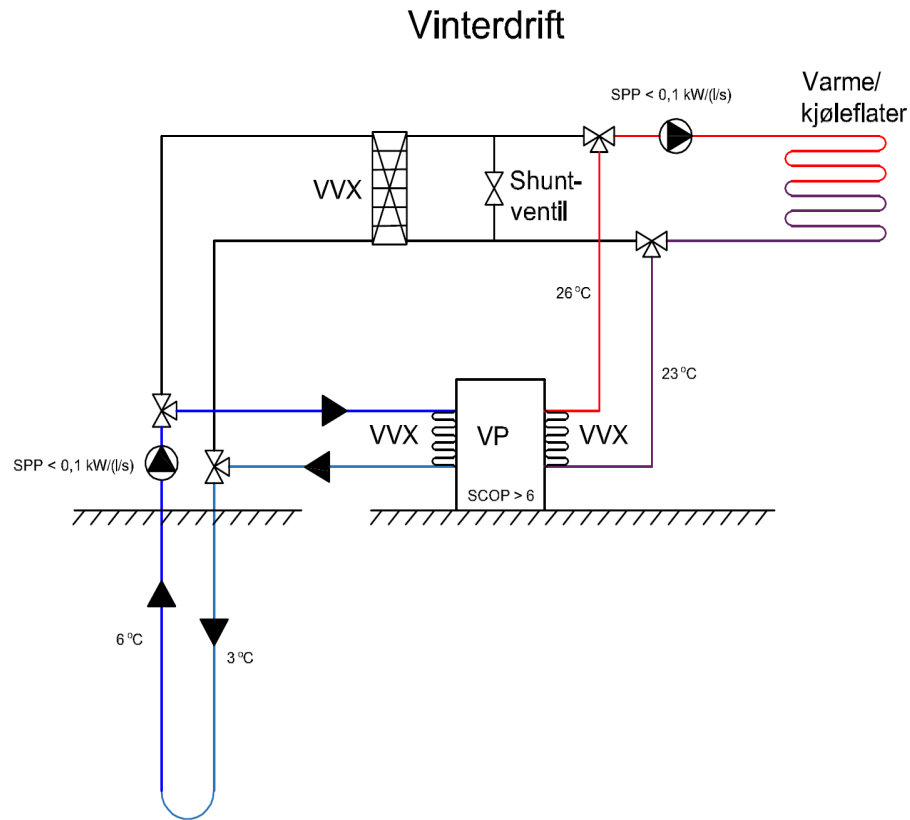 Vinterdrift
SPP < 0,1 kW/(l/s)
Varme/
kjøleflater
VVX
Shunt-
ventil
26 °C
23 °C
VVX
VP
VVX
SPP < 0,1 kW/(l/s)
SCOP > 6
6 °C
3 °C